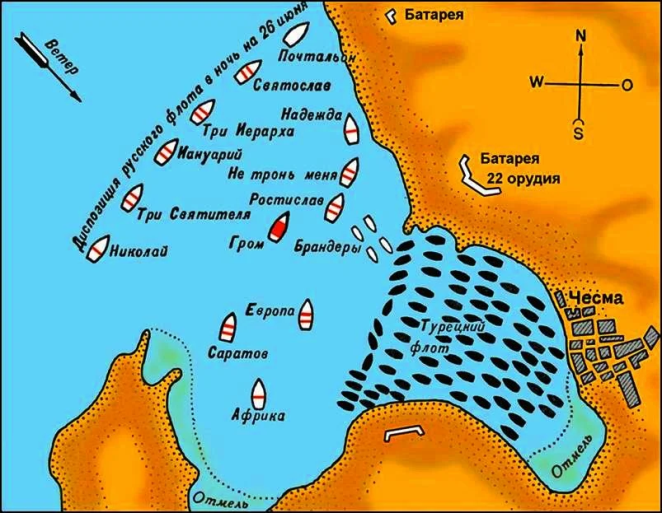 Батарея
N
W
O
S
Ветер
Диспозиция русского флота в ночь на 26 июня
Почтальон
Святослав
Три Иерарха
Надежда
Иануарий
Не тронь меня
Батарея
22 орудия
Три Святителя
Ростислав
Николай
Гром
Брандеры
Европа
Саратов
Африка
Турецкий
флот
Чесма
Отмель
Отмель